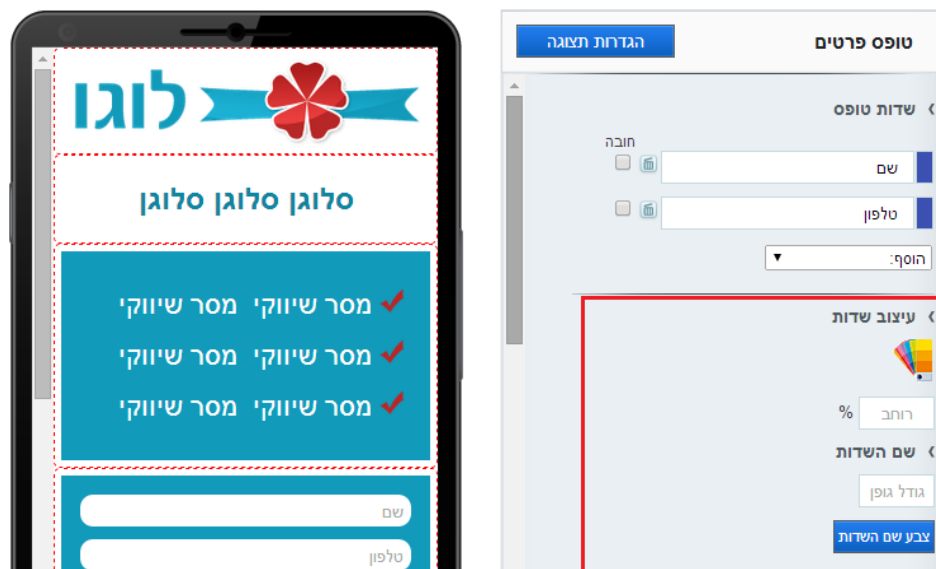 לוגו
סלוגן סלוגן סלוגן
מסר שיווקי מסר שיווקי
מסר שיווקי מסר שיווקי
מסר שיווקי מסר שיווקי
שם
טלפון
טופס פרטים
הגדרות תצוגה
שדות טופס
חובה
שם
טלפון
הוסף:
עיצוב שדות
רוחב %
שם השדות
גודל גופן
צבע שם השדות